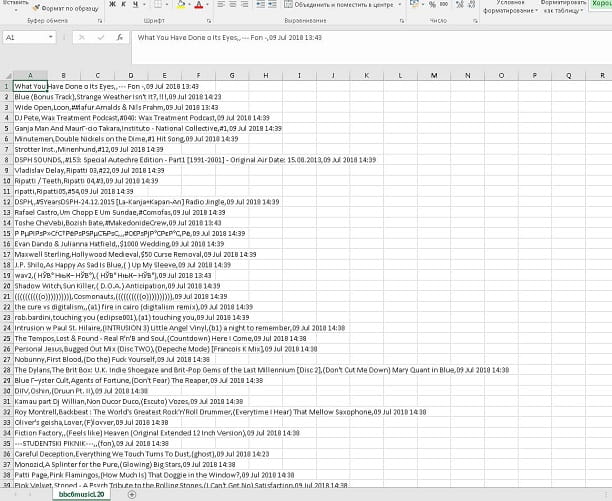 Вставить
Формат по образцу
Ж К Ч
Объединить и поместить в центре
% 000
Условное форматирование
Форматировать как таблицу
Хорош
Буфер обмена
Шрифт
Выравнивание
Число
A1
fx
What You Have Done o Its Eyes,,--- Fon -,09 Jul 2018 13:43
A B C D E F G H I J K L M N O P Q R
1 What You Have Done o Its Eyes,,--- Fon -,09 Jul 2018 13:43
2 Blue (Bonus Track),Strange Weather Isn't It?,!!!,09 Jul 2018 14:23
3 Wide Open,Loon,##lafur Arnalds & Nils Frahm,09 Jul 2018 13:43
4 DJ Pete,Wax Treatment Podcast,#040: Wax Treatment Podcast,09 Jul 2018 14:39
5 Ganja Man And Mauri'-cio Takara,Instituto - National Collective,#1,09 Jul 2018 14:39
6 Minutemen,Double Nickels on the Dime,#1 Hit Song,09 Jul 2018 14:39
7 Strotter Inst.,Minenhund,#12,09 Jul 2018 14:39
8 DSPH SOUNDS,,#153: Special Autechre Edition - Part1 [1991-2001] - Original Air Date: 15.08.2013,09 Jul 2018 14:39
9 Vladislav Delay,Ripatti 03,#22,09 Jul 2018 14:39
10 Ripatti / Teeth,Ripatti 04,#3,09 Jul 2018 14:39
11 ripatti,Ripatti05,#54,09 Jul 2018 14:39
12 DSPH,,#5YearsDSPH-24.12.2015 [La-Kanja+Kapan-An] Radio Jingle,09 Jul 2018 14:39
13 Rafael Castro,Um Chopp E Um Sundae,#Comofas,09 Jul 2018 14:39
14 Toshe CheVebi,Bozish Bate,#MakedonideCrew,09 Jul 2018 13:43
15 09 Jul 2018 14:39
16 Evan Dando & Julianna Hatfield,,$1000 Wedding,09 Jul 2018 14:39
17 Maxwell Sterling,Hollywood Medieval,$50 Curse Removal,09 Jul 2018 14:39
18 J.P. Shilo,As Happy As Sad Is Blue,( ) Up My Sleeve,09 Jul 2018 14:39
19 wav2,09 Jul 2018 13:43
20 Shadow Witch,Sun Killer,( D.O.A.) Anticipation,09 Jul 2018 14:39
21 ((((((((((o)))))))))),Cosmonauts,((((((((((o)))))))))),09 Jul 2018 14:39
22 the cure vs digitalism,,(a1) fire in cairo (digitaliism remix),09 Jul 2018 14:39
23 rob.bardini,touching you (eclipse001),(a1) touching you,09 Jul 2018 14:39
24 Intrusion w Paul St. Hilaire,(INTRUSION 3) Little Angel Vinyl,(b1) a night to remember,09 Jul 2018 14:38
25 The Tempos,Lost & Found - Real R'n'B and Soul,(Countdown) Here I Come,09 Jul 2018 14:38
26 Personal Jesus,Bugged Out Mix (Disc TWO),(Depeche Mode) [Francois K Mix],09 Jul 2018 14:38
27 Nobunny,First Blood,(Do the) Fuck Yourself,09 Jul 2018 14:38
28 The Dylans,The Brit Box: U.K. Indie Shoegaze and Brit-Pop Gems of the Last Millennium [Disc 2],(Don't Cut Me Down) Mary Quant in Blue,09 Jul 2018 14:38
29 Blue Г–yster Cult,Agents of Fortune,(Don't Fear) The Reaper,09 Jul 2018 14:38
30 DIIV,Oshin,(Druun Pt. II),09 Jul 2018 14:38
31 Kamau part Dj Willian,Non Ducor Duco,(Escuto) Vozes,09 Jul 2018 14:38
32 Roy Montrell,Backbeat : The World's Greatest Rock'n'Roll Drummer,(Everytime I Hear) That Mellow Saxophone,09 Jul 2018 14:38
33 Oliver's geisha,Lover,(F)lovver,09 Jul 2018 14:38
34 Fiction Factory,,(Feels like) Heaven (Original Extended 12 Inch Version),09 Jul 2018 14:38
35 ---STUDENTSKI PIKNIK---,,(fon),09 Jul 2018 14:38
36 Careful Deception,Everything We Touch Turns To Dust,(ghost),09 Jul 2018 14:23
37 Monozid,A Splinter for the Pure,(Glowing) Big Stars,09 Jul 2018 14:38
38 Patti Page,Pink Flamingos,(How Much Is) That Doggie in the Window?,09 Jul 2018 14:38
39 Pink Velvet,Stoned - A Psych Tribute to the Rolling Stones,(I Can't Get No) Satisfaction,09 Jul 2018 14:38
bbc6musicL20